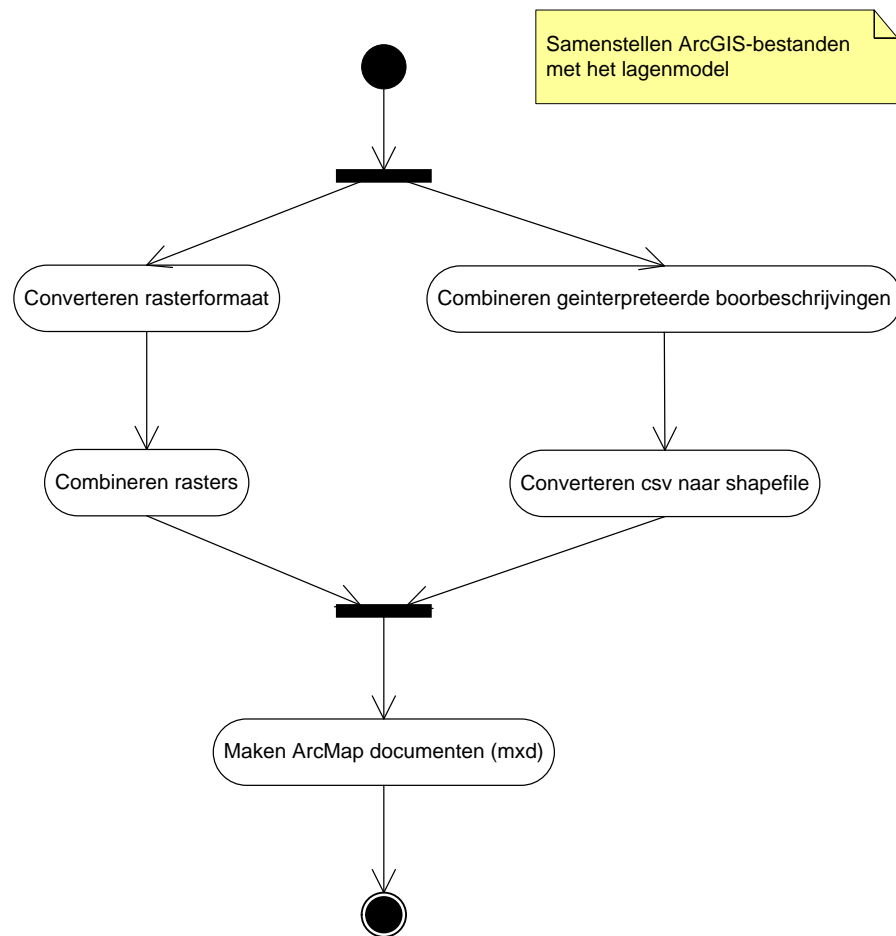 Samenstellen ArcGIS-bestanden
met het lagenmodel
Converteren rasterformaat
Combineren geinterpreteerde boorbeschrijvingen
Combineren rasters
Converteren csv naar shapefile
Maken ArcMap documenten (mxd)